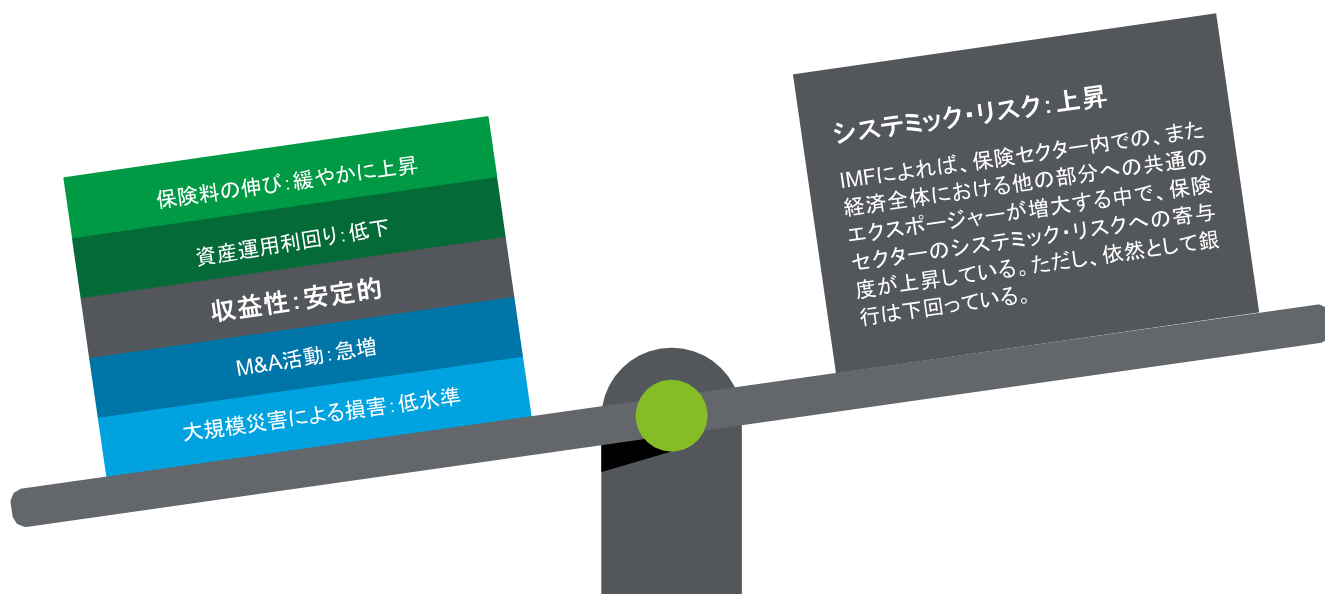 保険料の伸び：緩やかに上昇
資産運用利回り：低下
収益性：安定的
M&A活動：急増
大規模災害による損害：低水準
システミック・リスク：上昇
IMFによれば、保険セクター内での、また
経済全体における他の部分への共通の
エクスポージャーが増大する中で、保険
セクターのシステミック・リスクへの寄与
度が上昇している。ただし、依然として銀
行は下回っている。